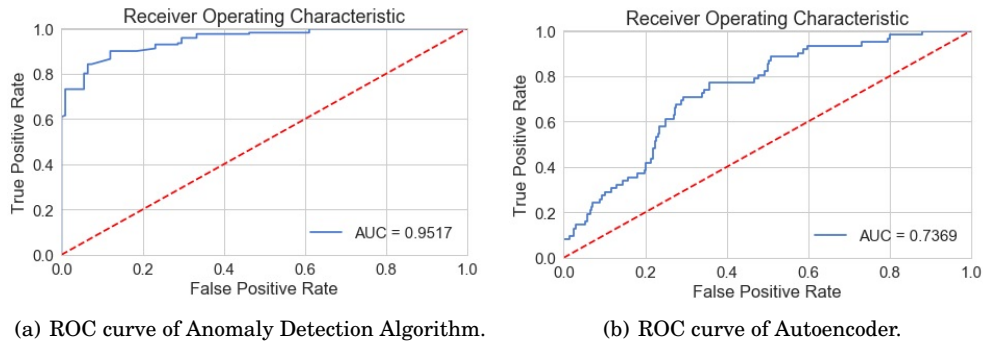 Receiver Operating Characteristic
True Positive Rate
1.0
0.8
0.6
0.4
0.2
0.0
AUC = 0.9517
0.0 0.2 0.4 0.6 0.8 1.0
False Positive Rate
(a) ROC curve of Anomaly Detection Algorithm.
Receiver Operating Characteristic
True Positive Rate
1.0
0.8
0.6
0.4
0.2
0.0
AUC = 0.7369
0.0 0.2 0.4 0.6 0.8 1.0
False Positive Rate
(b) ROC curve of Autoencoder.